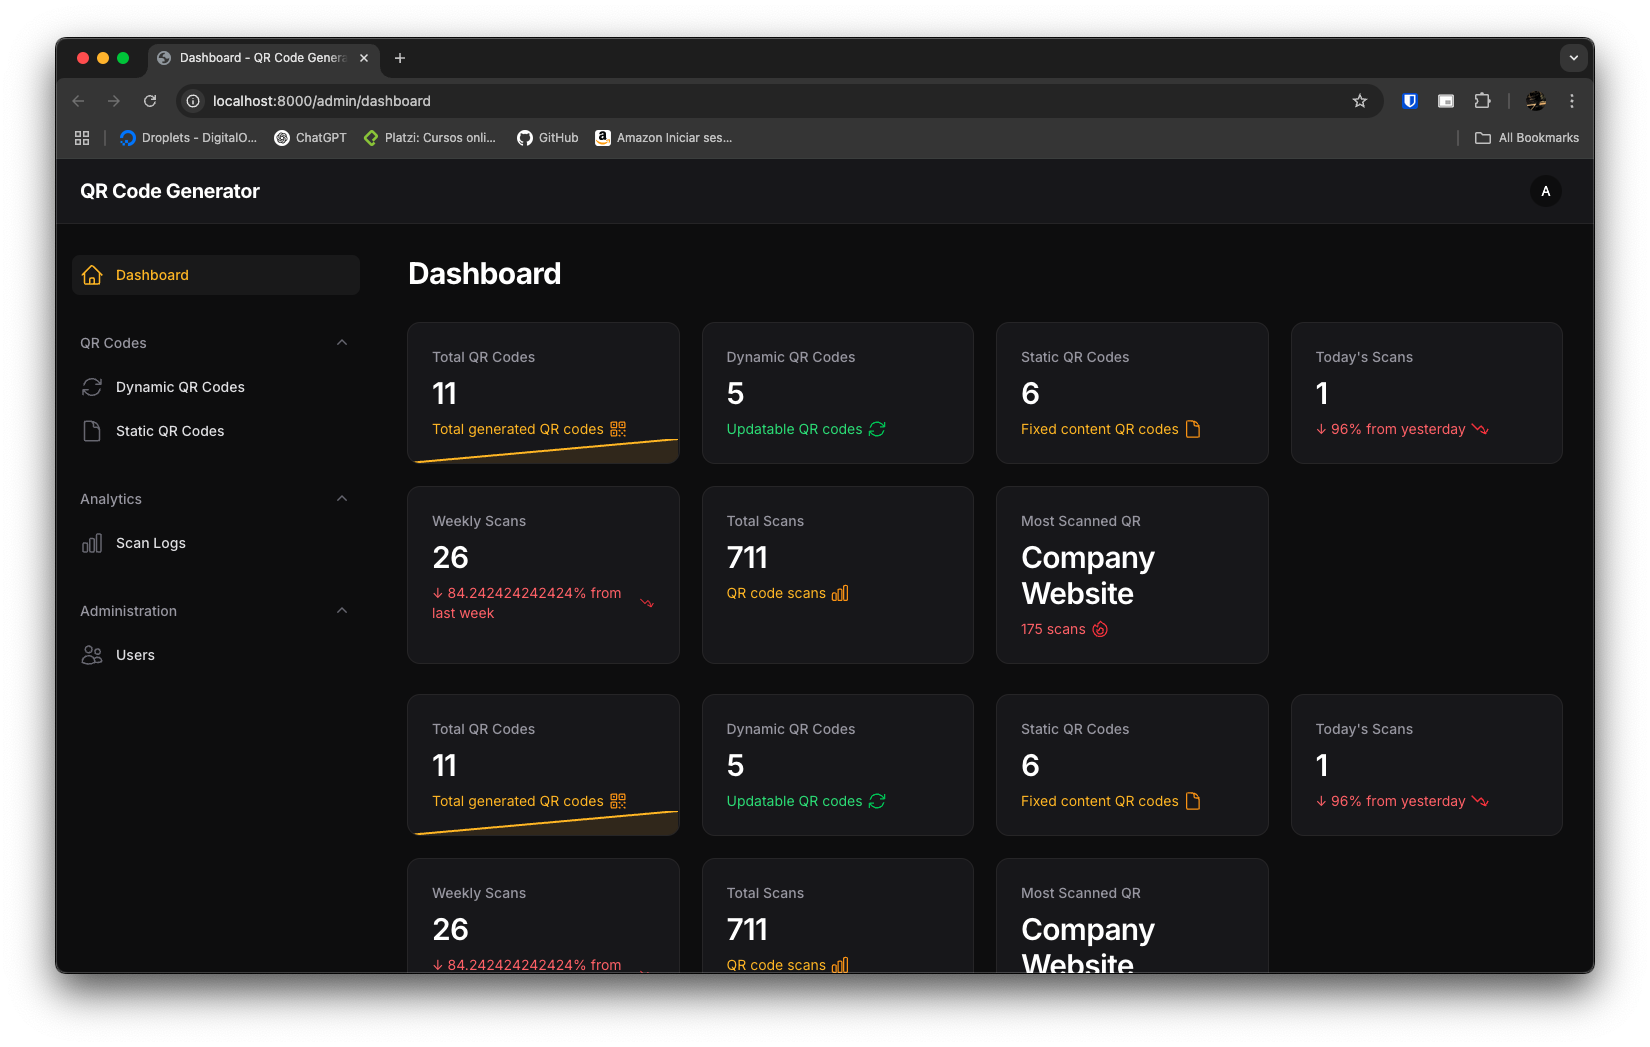 Dashboard - QR Code Genera
localhost:8000/admin/dashboard
Droplets - DigitalO...
ChatGPT
Platzi: Cursos onli...
GitHub
Amazon Iniciar ses...
All Bookmarks
QR Code Generator
A
Dashboard
QR Codes
Dynamic QR Codes
Static QR Codes
Analytics
Scan Logs
Administration
Users
Dashboard
Total QR Codes
11
Total generated QR codes
Dynamic QR Codes
5
Updatable QR codes
Static QR Codes
6
Fixed content QR codes
Today's Scans
1
↓ 96% from yesterday
Weekly Scans
26
↓ 84.242424242424% from
last week
Total Scans
711
QR code scans
Most Scanned QR
Company
Website
175 scans
Total QR Codes
11
Total generated QR codes
Dynamic QR Codes
5
Updatable QR codes
Static QR Codes
6
Fixed content QR codes
Today's Scans
1
↓ 96% from yesterday
Weekly Scans
26
↓ 84.242424242424% from
Total Scans
711
QR code scans
Most Scanned QR
Company
Website